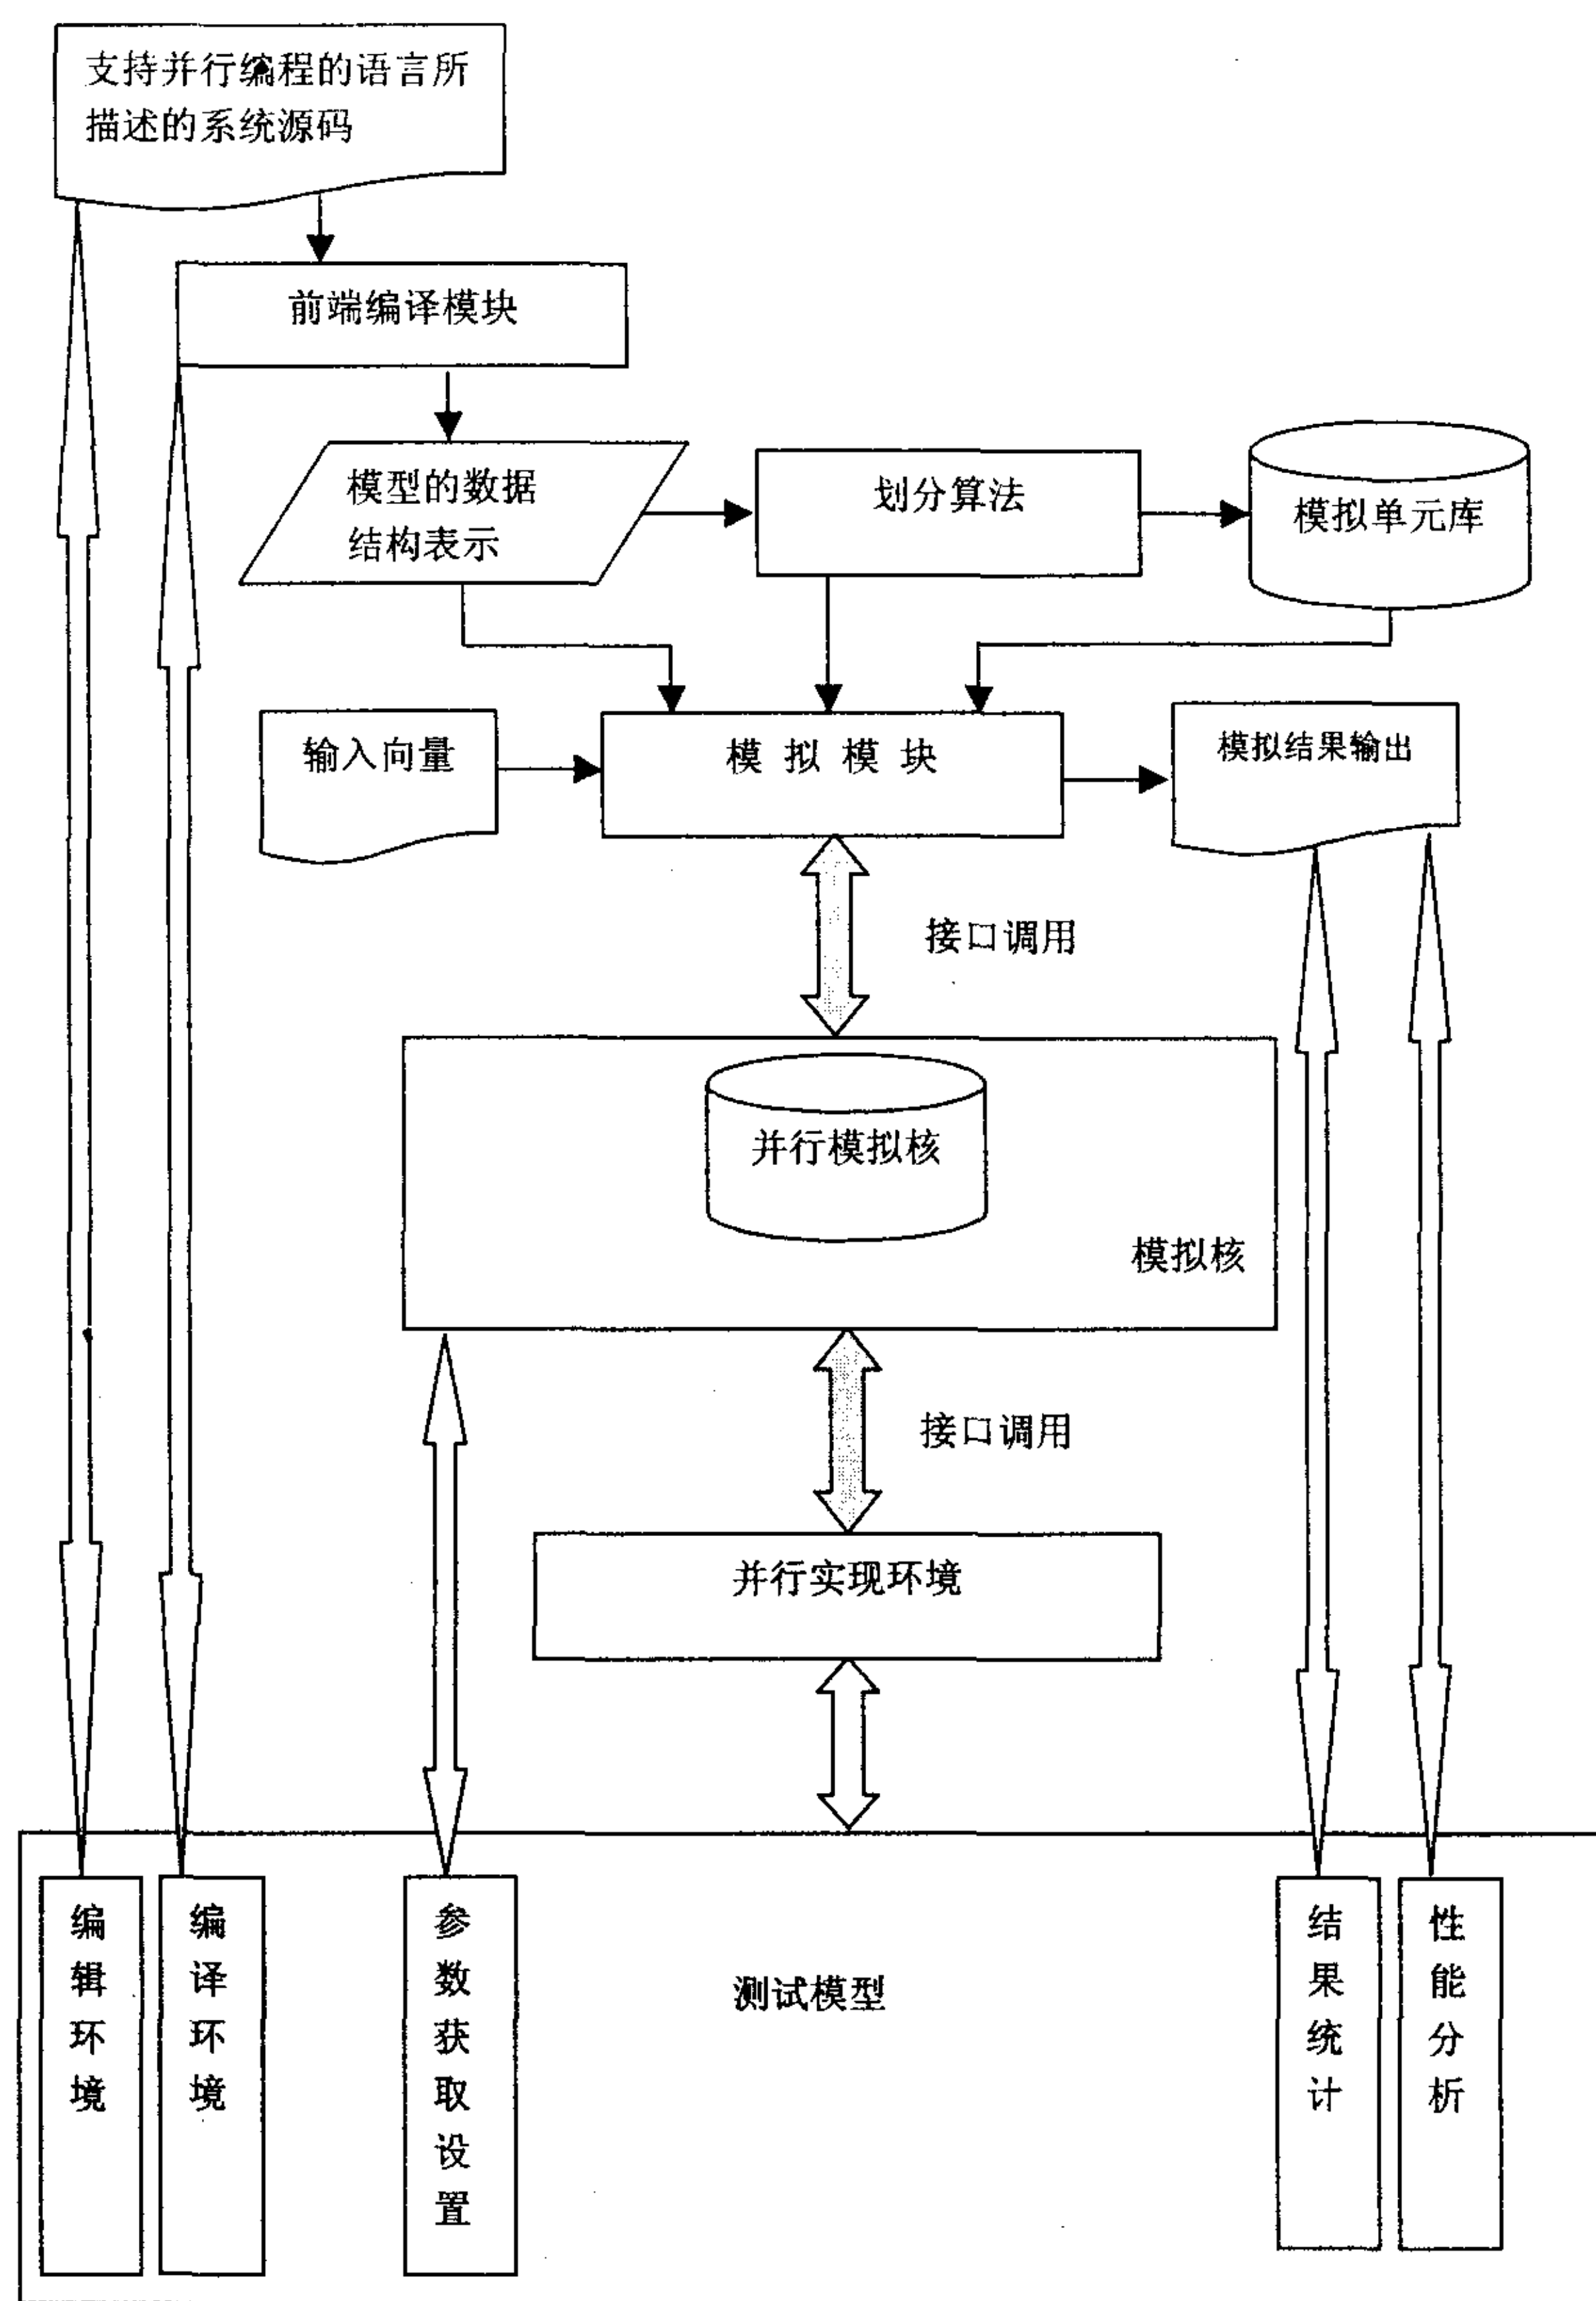 支持并行编程的语言所
描述的系统源码
前端编译模块
模型的数据
结构表示
划分算法
模拟单元库
输入向量
模拟模块
模拟结果输出
接口调用
并行模拟核
模拟核
接口调用
并行实现环境
编辑环境
编译环境
参数获取设置
测试模型
结果统计
性能分析